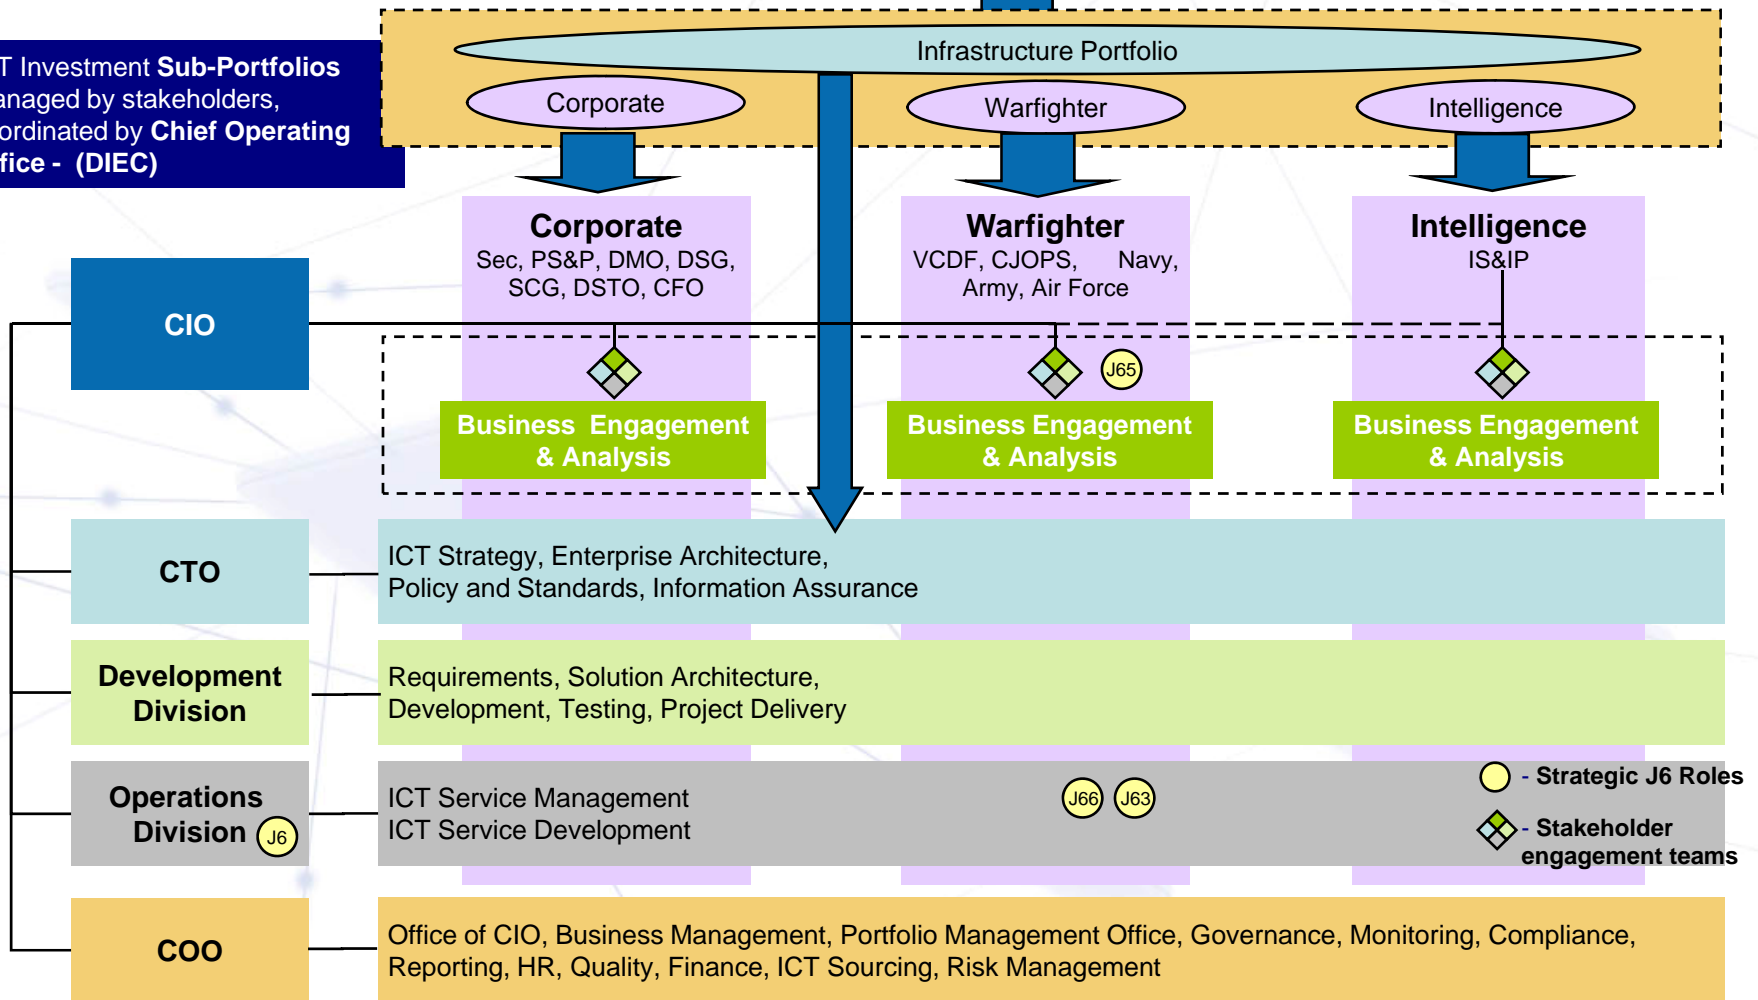 Infrastructure Portfolio
Corporate
Warfighter
Intelligence
Investment Sub-Portfolios
by stakeholders,
by Chief Operating
- (DIEC)
Corporate
Sec, PS&P, DMO, DSG,
SCG, DSTO, CFO
Warfighter
VCDF, CJOPS, Navy,
Army, Air Force
Intelligence
IS&IP
CIO
J65
Business Engagement
& Analysis
Business Engagement
& Analysis
Business Engagement
& Analysis
CTO
ICT Strategy, Enterprise Architecture,
Policy and Standards, Information Assurance
Development
Division
Requirements, Solution Architecture,
Development, Testing, Project Delivery
Operations
Division
J6
ICT Service Management
ICT Service Development
J66
J63
- Strategic J6 Roles
- Stakeholder
engagement teams
COO
Office of CIO, Business Management, Portfolio Management Office, Governance, Monitoring, Compliance,
Reporting, HR, Quality, Finance, ICT Sourcing, Risk Management